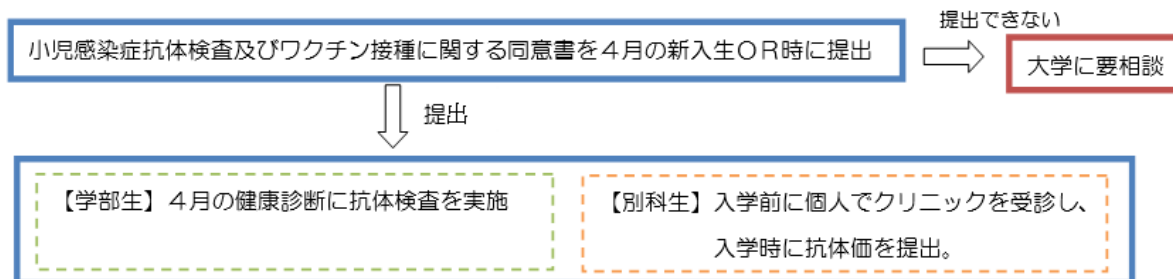 提出できない
小児感染症抗体検査及びワクチン接種に関する同意書を４月の新入生ＯＲ時に提出
大学に要相談
提出
【学部生】４月の健康診断に抗体検査を実施
【別科生】入学前に個人でクリニックを受診し、
入学時に抗体価を提出。